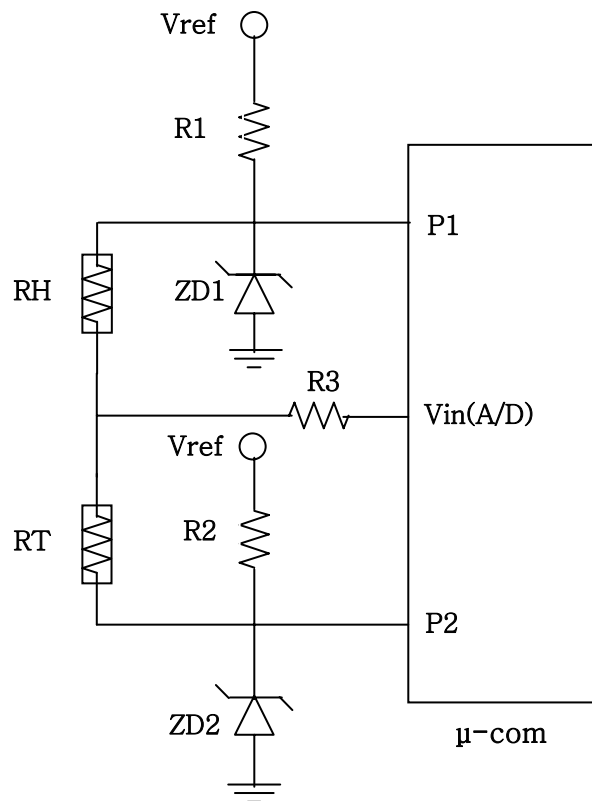 Vref
R1
P1
RH
ZD1
R3
Vin(A/D)
Vref
R2
RT
P2
ZD2
μ-com